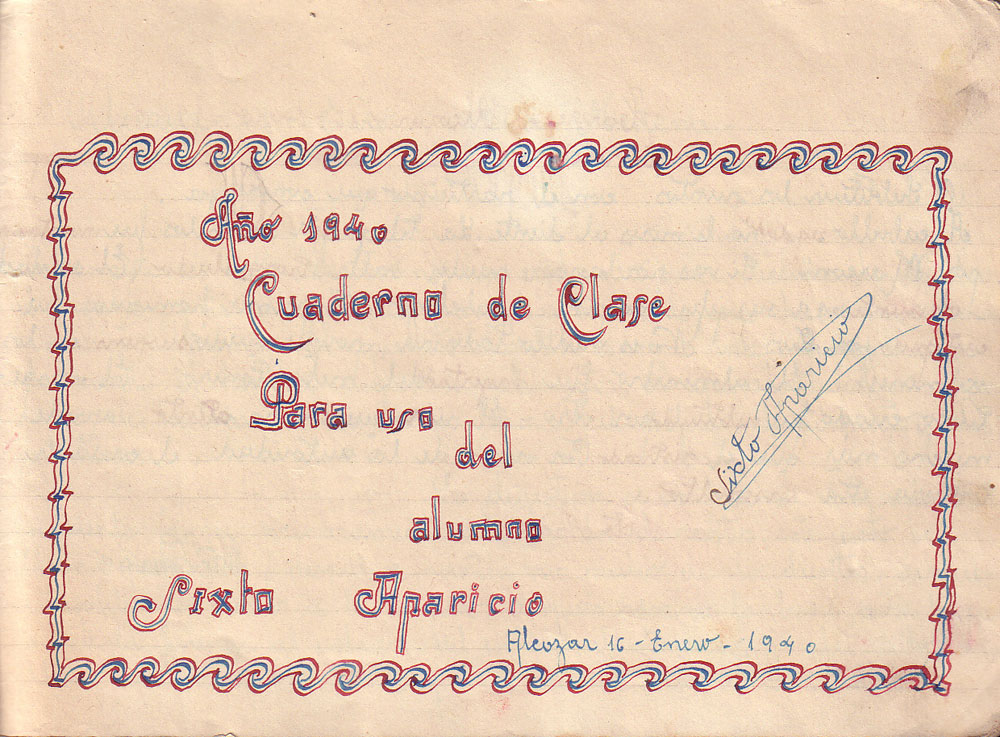 Año 1940
Cuaderno de Clase
Para uso
del
alumno
Sixto Aparicio
Sixto Aparicio
Alcozar 16 - Enero - 1940